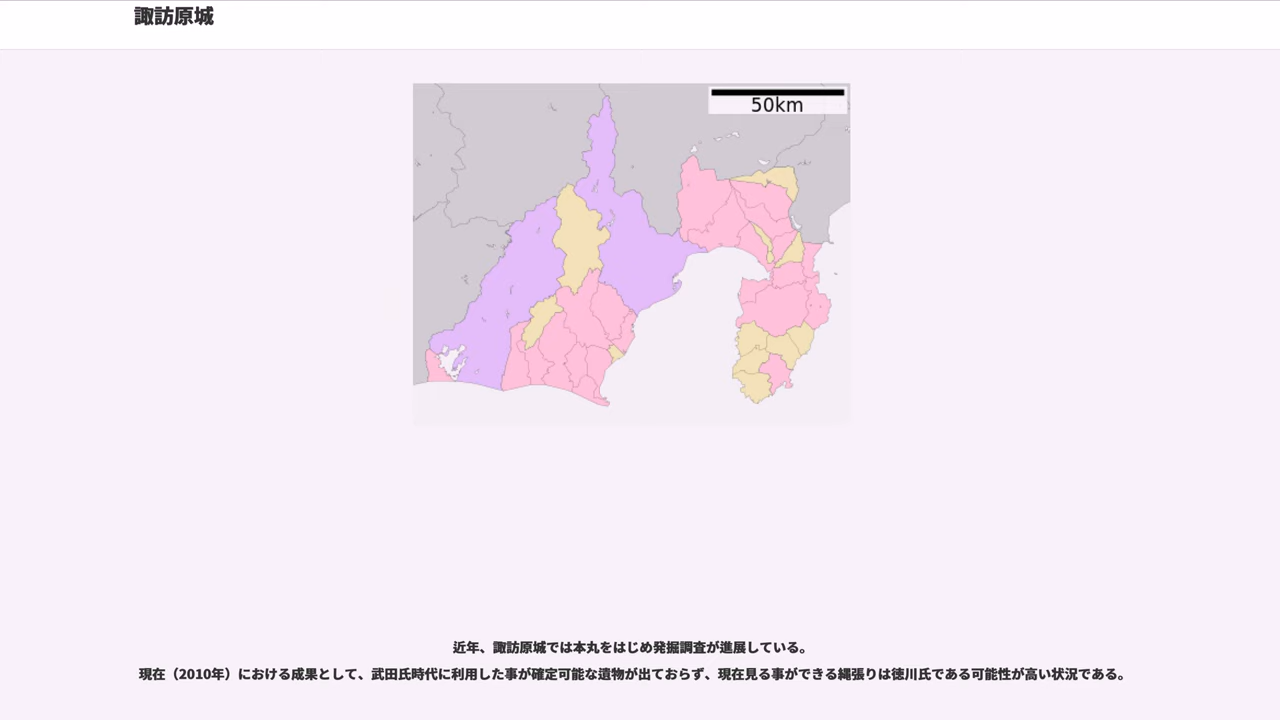 諏訪原城
50km
近年、諏訪原城では本丸をはじめ発掘調査が進展している。
現在（2010年）における成果として、武田氏時代に利用した事が確定可能な遺物が出ておらず、現在見る事ができる縄張りは徳川氏である可能性が高い状況である。